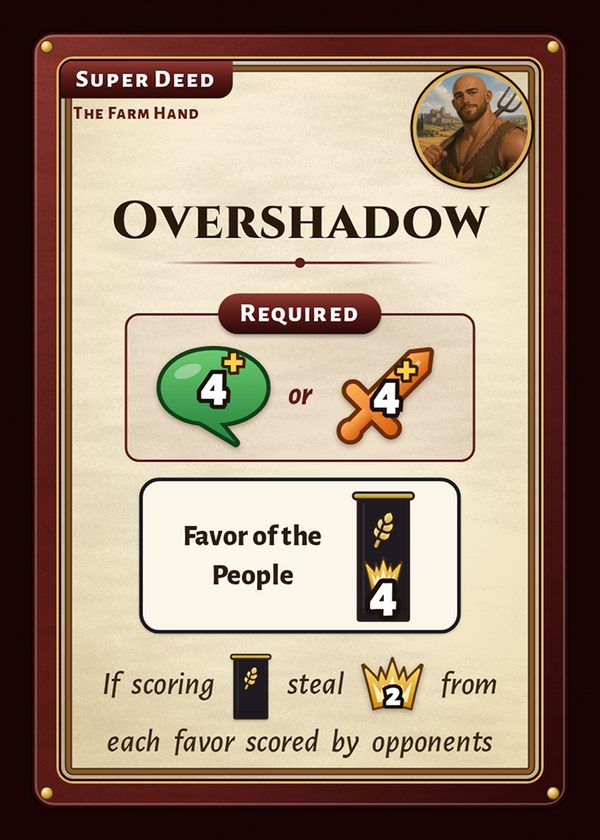 SUPER DEED
THE FARM HAND
OVERSHADOW
REQUIRED
4+ or 4+
Favor of the
People
4
If scoring steal 2 from
each favor scored by opponents